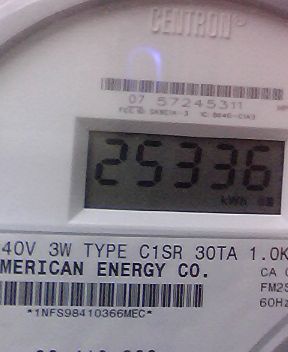 CENTRON®
07 57245311
25336
kWh
40V 3W TYPE C1SR 30TA 1.0K
MERICAN ENERGY CO.
CA
FM2S
60Hz
*1NFS98410366MEC*